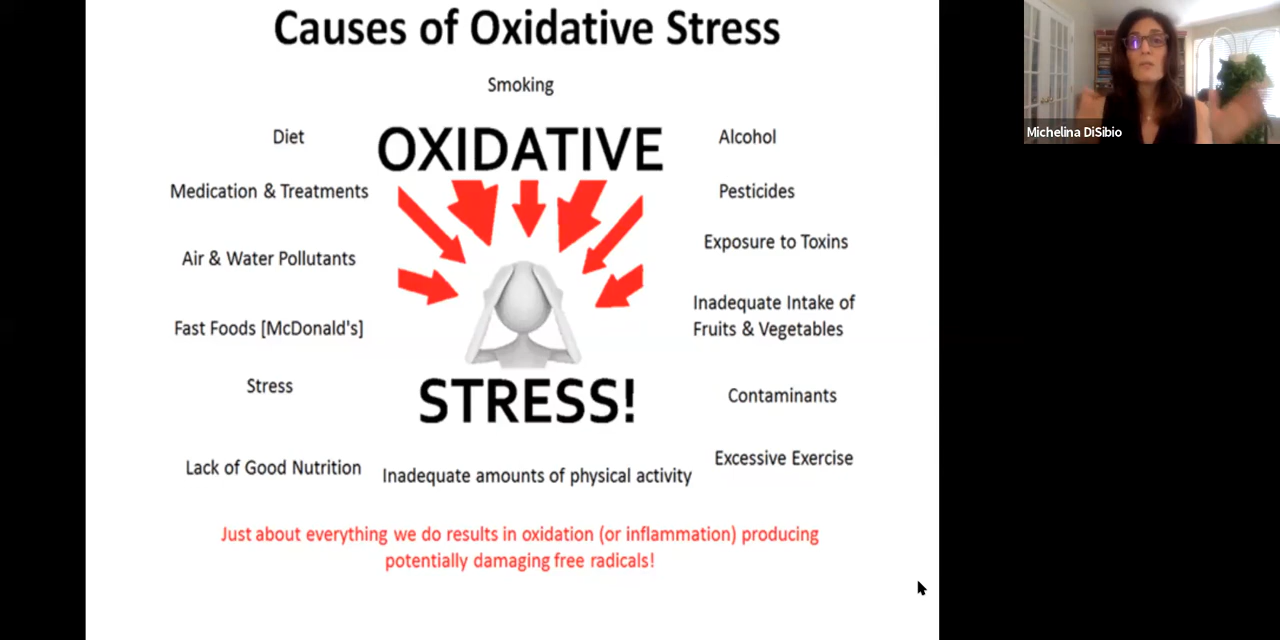 Causes of Oxidative Stress
Smoking
Diet
OXIDATIVE
Alcohol
Medication & Treatments
Pesticides
Air & Water Pollutants
Exposure to Toxins
Fast Foods [McDonald's]
Inadequate Intake of
Fruits & Vegetables
Stress
STRESS!
Contaminants
Lack of Good Nutrition
Inadequate amounts of physical activity
Excessive Exercise
Just about everything we do results in oxidation (or inflammation) producing
potentially damaging free radicals!
Michelina DiSibio